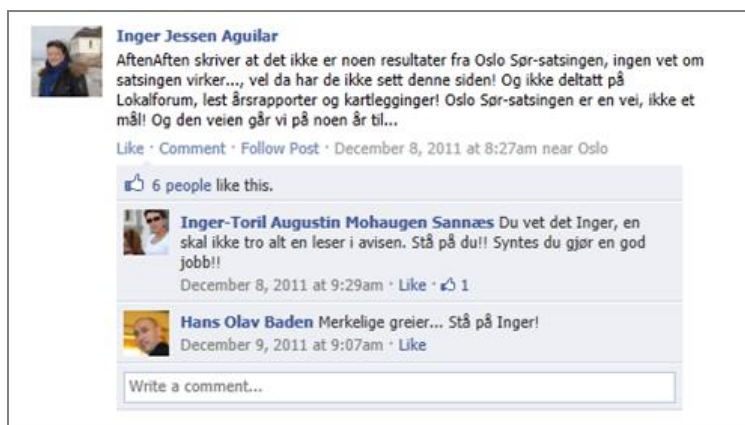 Inger Jessen Aguilar
AftenAften skriver at det ikke er noen resultater fra Oslo Sør-satsingen, ingen vet om
satsingen virker..., vel da har de ikke sett denne siden! Og ikke deltatt på
Lokalforum, lest årsrapporter og kartlegginger! Oslo Sør-satsingen er en vei, ikke et
mål! Og den veien går vi på noen år til...
Like · Comment · Follow Post · December 8, 2011 at 8:27am near Oslo
6 people like this.
Inger-Toril Augustin Mohaugen Sannæs Du vet det Inger, en
skal ikke tro alt en leser i avisen. Stå på du!! Syntes du gjør en god
jobb!!
December 8, 2011 at 9:29am · Like · 1
Hans Olav Baden Merkelige greier... Stå på Inger!
December 9, 2011 at 9:07am · Like
Write a comment...